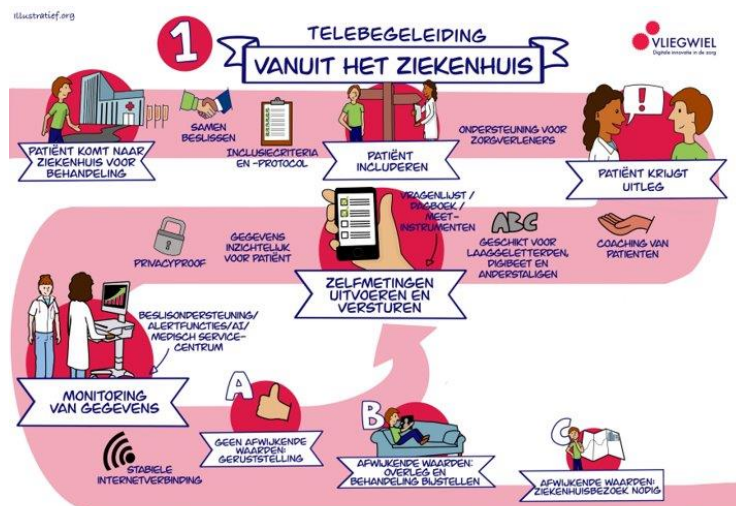 illustratief.org
1
TELEBEGELEIDING
VANUIT HET ZIEKENHUIS
VLIEGWIEL
Digitale innovatie in de zorg
PATIËNT KOMT NAAR
ZIEKENHUIS VOOR
BEHANDELING
SAMEN
BESLISSEN
INCLUSIECRITERIA
EN -PROTOCOL
PATIËNT
INCLUDEREN
ONDERSTEUNING VOOR
ZORGVERLENERS
!
PATIËNT KRIJGT
UITLEG
PRIVACYPROOF
GEGEVENS
INZICHTELIJK
VOOR PATIËNT
ZELFMETINGEN
UITVOEREN EN
VERSTUREN
VRAGENLIJST /
DAGBOEK /
MEET-
INSTRUMENTEN
ABC
GESCHIKT VOOR
LAAGGELETTERDEN,
DIGIBEET EN
ANDERSTALIGEN
COACHING VAN
PATIENTEN
BESLISONDERSTEUNING/
ALERTFUNCTIES/AI/
MEDISCH SERVICE-
CENTRUM
MONITORING
VAN GEGEVENS
STABIELE
INTERNETVERBINDING
A
GEEN AFWIJKENDE
WAARDEN:
GERUSTSTELLING
B
AFWIJKENDE WAARDEN:
OVERLEG EN
BEHANDELING BIJSTELLEN
C
AFWIJKENDE WAARDEN:
ZIEKENHUISBEZOEK NODIG